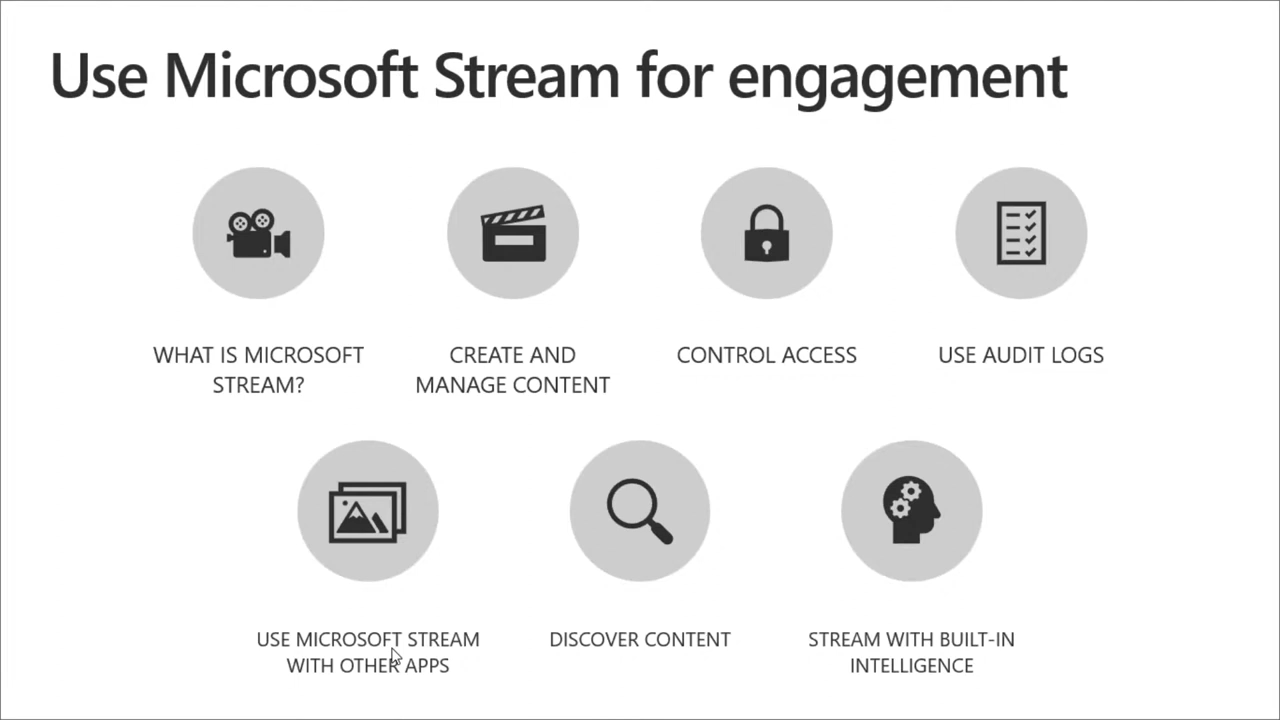 Use Microsoft Stream for engagement
WHAT IS MICROSOFT
STREAM?
CREATE AND
MANAGE CONTENT
CONTROL ACCESS
USE AUDIT LOGS
USE MICROSOFT STREAM
WITH OTHER APPS
DISCOVER CONTENT
STREAM WITH BUILT-IN
INTELLIGENCE